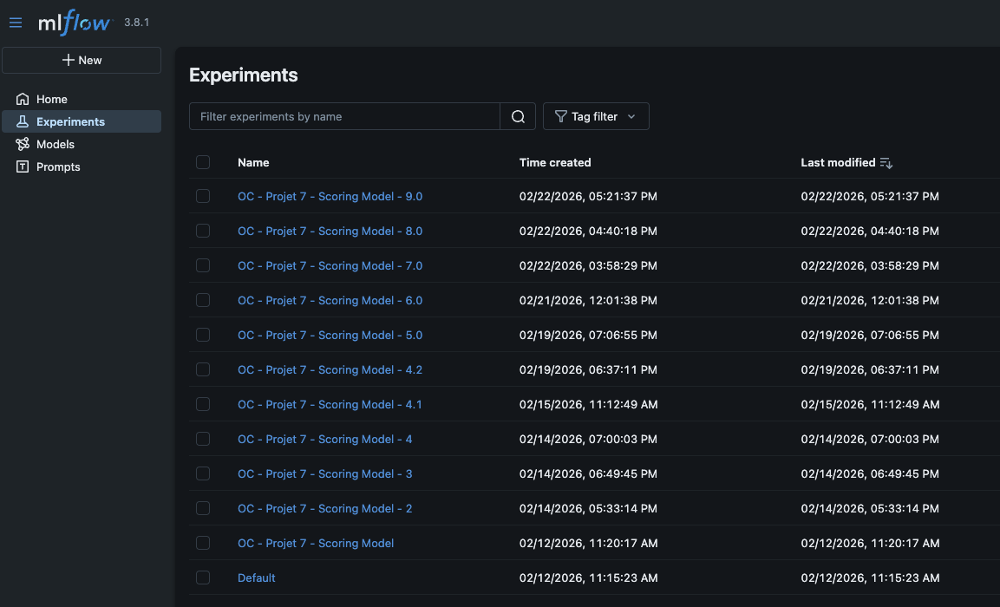 mlflow 3.8.1
+ New
Home
Experiments
Models
Prompts
Experiments
Filter experiments by name
Tag filter
Name Time created Last modified
OC - Projet 7 - Scoring Model - 9.0 02/22/2026, 05:21:37 PM 02/22/2026, 05:21:37 PM
OC - Projet 7 - Scoring Model - 8.0 02/22/2026, 04:40:18 PM 02/22/2026, 04:40:18 PM
OC - Projet 7 - Scoring Model - 7.0 02/22/2026, 03:58:29 PM 02/22/2026, 03:58:29 PM
OC - Projet 7 - Scoring Model - 6.0 02/21/2026, 12:01:38 PM 02/21/2026, 12:01:38 PM
OC - Projet 7 - Scoring Model - 5.0 02/19/2026, 07:06:55 PM 02/19/2026, 07:06:55 PM
OC - Projet 7 - Scoring Model - 4.2 02/19/2026, 06:37:11 PM 02/19/2026, 06:37:11 PM
OC - Projet 7 - Scoring Model - 4.1 02/15/2026, 11:12:49 AM 02/15/2026, 11:12:49 AM
OC - Projet 7 - Scoring Model - 4 02/14/2026, 07:00:03 PM 02/14/2026, 07:00:03 PM
OC - Projet 7 - Scoring Model - 3 02/14/2026, 06:49:45 PM 02/14/2026, 06:49:45 PM
OC - Projet 7 - Scoring Model - 2 02/14/2026, 05:33:14 PM 02/14/2026, 05:33:14 PM
OC - Projet 7 - Scoring Model 02/12/2026, 11:20:17 AM 02/12/2026, 11:20:17 AM
Default 02/12/2026, 11:15:23 AM 02/12/2026, 11:15:23 AM